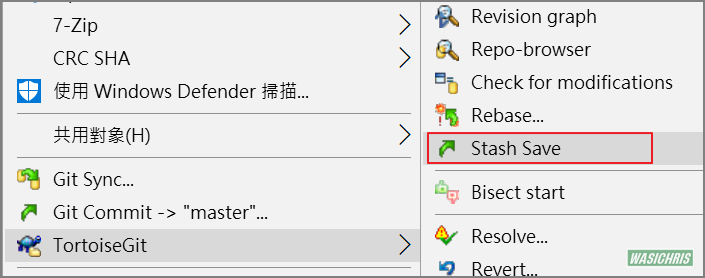 7-Zip
CRC SHA
使用 Windows Defender 掃描...
共用對象(H)
Git Sync...
Git Commit -> "master"...
TortoiseGit
Revision graph
Repo-browser
Check for modifications
Rebase...
Stash Save
Bisect start
Resolve...
Revert...
WASICHRIS